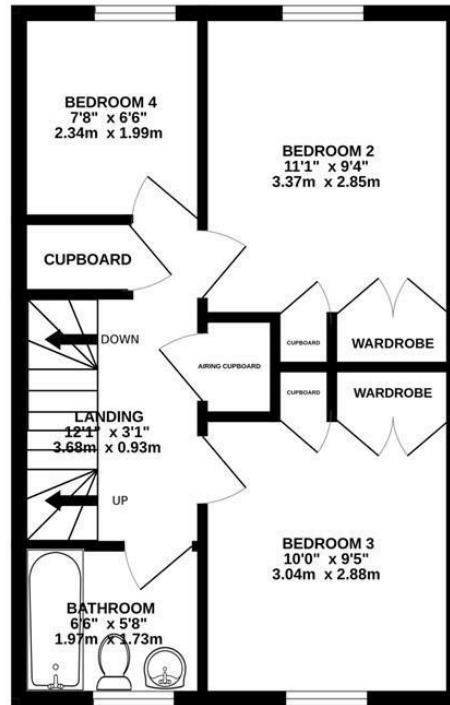 BEDROOM 4
7'8" x 6'6"
2.34m x 1.99m
BEDROOM 2
11'1" x 9'4"
3.37m x 2.85m
CUPBOARD
DOWN
CUPBOARD
WARDROBE
AIRING CUPBOARD
CUPBOARD
WARDROBE
LANDING
12'1" x 3'1"
3.68m x 0.93m
UP
BEDROOM 3
10'0" x 9'5"
3.04m x 2.88m
BATHROOM
6'6" x 5'8"
1.97m x 1.73m